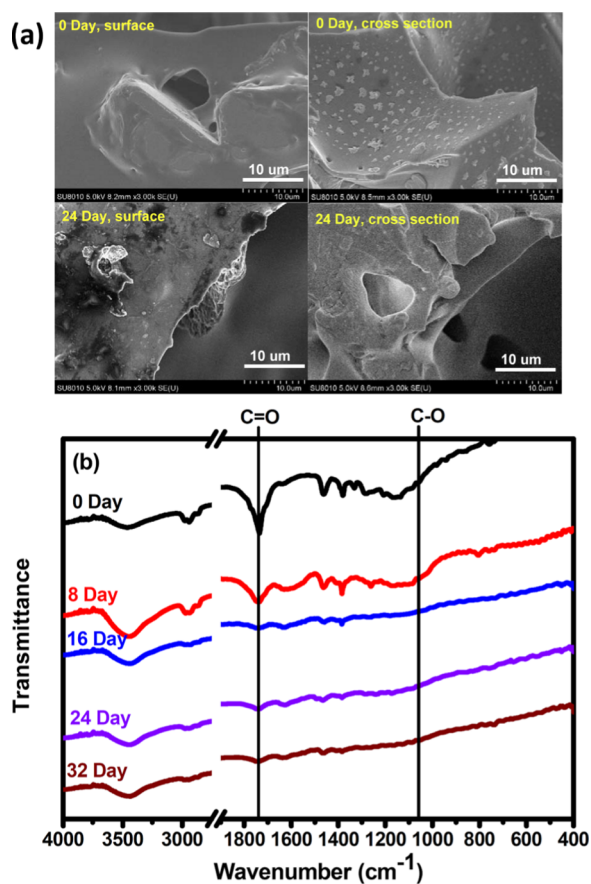 (a)
0 Day, surface
0 Day, cross section
10 um
10 um
SU8010 5.0kV 8.2mm x3.00k SE(U)
10.0um
SU8010 5.0kV 8.5mm x3.00k SE(U)
10.0um
24 Day, surface
24 Day, cross section
10 um
10 um
SU8010 5.0kV 8.1mm x3.00k SE(U)
10.0um
SU8010 5.0kV 8.6mm x3.00k SE(U)
10.0um
C=O
C-O
(b)
0 Day
8 Day
16 Day
24 Day
32 Day
Transmittance
4000 3500 3000 1800 1600 1400 1200 1000 800 600 400
Wavenumber (cm-1)